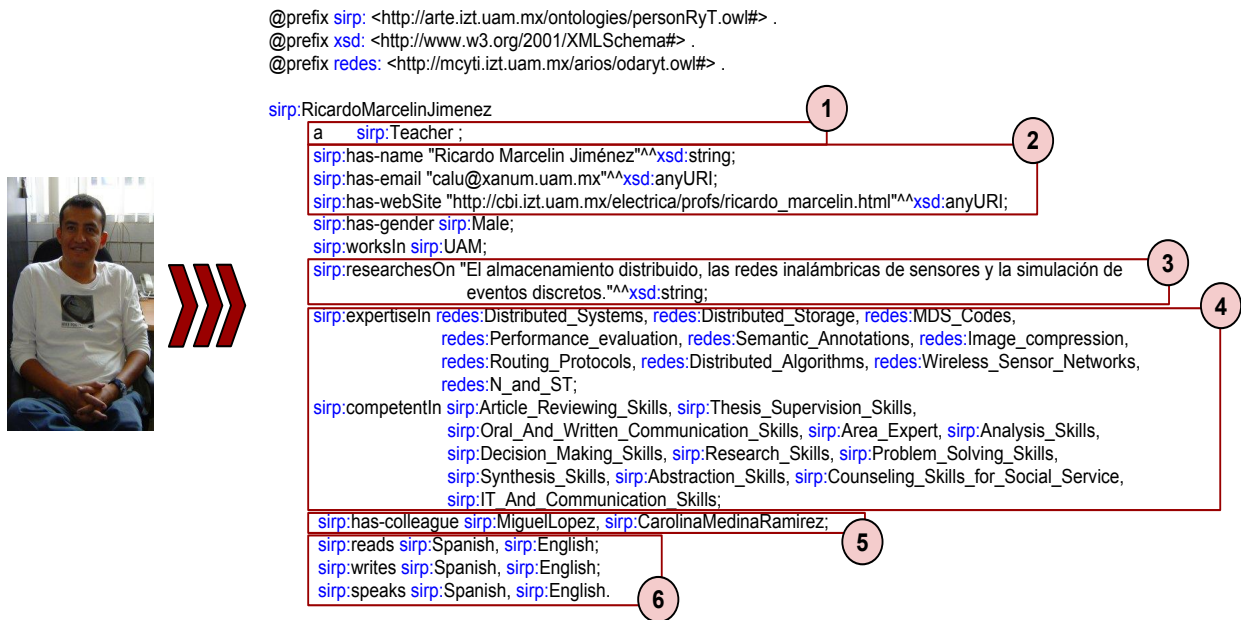 @prefix sirp: <http://arte.izt.uam.mx/ontologies/personRyT.owl#> .
@prefix xsd: <http://www.w3.org/2001/XMLSchema#> .
@prefix redes: <http://mcyti.izt.uam.mx/arios/odaryt.owl#> .
sirp:RicardoMarcelinJimenez
1
a sirp:Teacher ;
2
sirp:has-name "Ricardo Marcelin Jiménez"^^xsd:string;
sirp:has-email "calu@xanum.uam.mx"^^xsd:anyURI;
sirp:has-webSite "http://cbi.izt.uam.mx/electrica/profs/ricardo_marcelin.html"^^xsd:anyURI;
sirp:has-gender sirp:Male;
sirp:worksIn sirp:UAM;
3
sirp:researchesOn "El almacenamiento distribuido, las redes inalámbricas de sensores y la simulación de
eventos discretos."^^xsd:string;
4
sirp:expertiseIn redes:Distributed_Systems, redes:Distributed_Storage, redes:MDS_Codes,
redes:Performance_evaluation, redes:Semantic_Annotations, redes:Image_compression,
redes:Routing_Protocols, redes:Distributed_Algorithms, redes:Wireless_Sensor_Networks,
redes:N_and_ST;
sirp:competentIn sirp:Article_Reviewing_Skills, sirp:Thesis_Supervision_Skills,
sirp:Oral_And_Written_Communication_Skills, sirp:Area_Expert, sirp:Analysis_Skills,
sirp:Decision_Making_Skills, sirp:Research_Skills, sirp:Problem_Solving_Skills,
sirp:Synthesis_Skills, sirp:Abstraction_Skills, sirp:Counseling_Skills_for_Social_Service,
sirp:IT_And_Communication_Skills;
sirp:has-colleague sirp:MiguelLopez, sirp:CarolinaMedinaRamirez;
5
sirp:reads sirp:Spanish, sirp:English;
sirp:writes sirp:Spanish, sirp:English;
sirp:speaks sirp:Spanish, sirp:English.
6